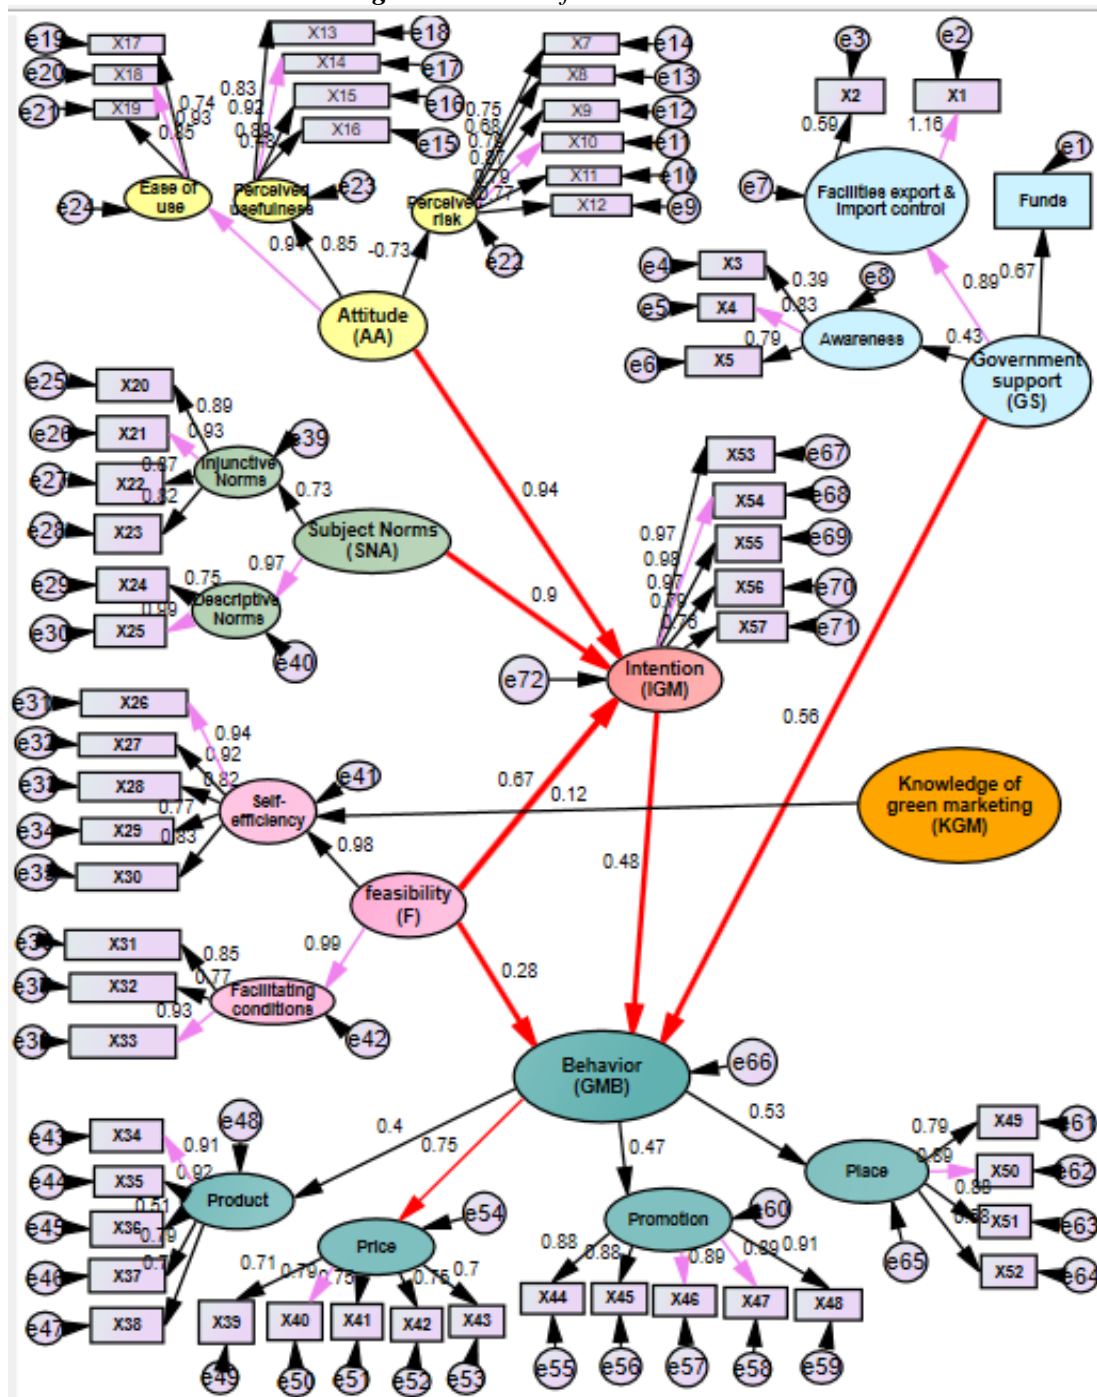 e19
X17
X13
e18
X7
e14
e3
e2
e20
X18
X14
e17
X8
e13
X2
X1
e21
X19
X15
e16
X9
e12
0.59
1.16
e1
0.74
0.93
0.85
0.83
0.92
0.89
X16
e15
0.75
0.68
X10
e11
0.79
0.77
X11
e10
X12
e9
e24
Ease of
use
Perceived
usefulness
e23
Perceived
risk
e22
e7
Facilities export &
Import control
Funds
0.94
0.85
-0.73
e4
X3
0.39
e8
0.89
0.67
e5
X4
0.83
Attitude
(AA)
0.79
Awareness
0.43
e6
X5
Government
support
(GS)
e25
X20
0.89
e26
X21
0.93
e39
e27
X22
0.87
0.82
Injunctive
Norms
0.73
e28
X23
Subject Norms
(SNA)
0.94
X53
e67
X54
e68
0.97
0.98
0.97
0.79
X55
e69
e29
X24
0.75
0.97
Descriptive
Norms
0.9
X56
e70
e30
X25
0.99
X57
e71
e40
e72
Intention
(IGM)
0.56
e31
X26
0.94
X27
0.92
X28
0.82
e41
0.67
0.12
Knowledge of
green marketing
(KGM)
e34
X29
0.77
0.83
Self-
efficiency
X30
0.98
0.48
feasibility
(F)
X31
0.85
0.99
0.28
X32
0.77
Facilitating
conditions
X33
0.93
e42
Behavior
(GMB)
e66
e43
X34
0.91
e48
0.4
0.75
0.47
0.53
0.79
X49
e61
e44
X35
0.92
Product
Place
0.89
X50
e62
e45
X36
0.51
0.79
0.88
X51
e63
e46
X37
0.7
e54
Price
Promotion
e60
e65
X52
e64
e47
X38
0.71
0.79
0.75
0.75
0.7
0.88
0.88
0.89
0.89
0.91
X39
X40
X41
X42
X43
X44
X45
X46
X47
X48
e49
e50
e51
e52
e53
e55
e56
e57
e58
e59